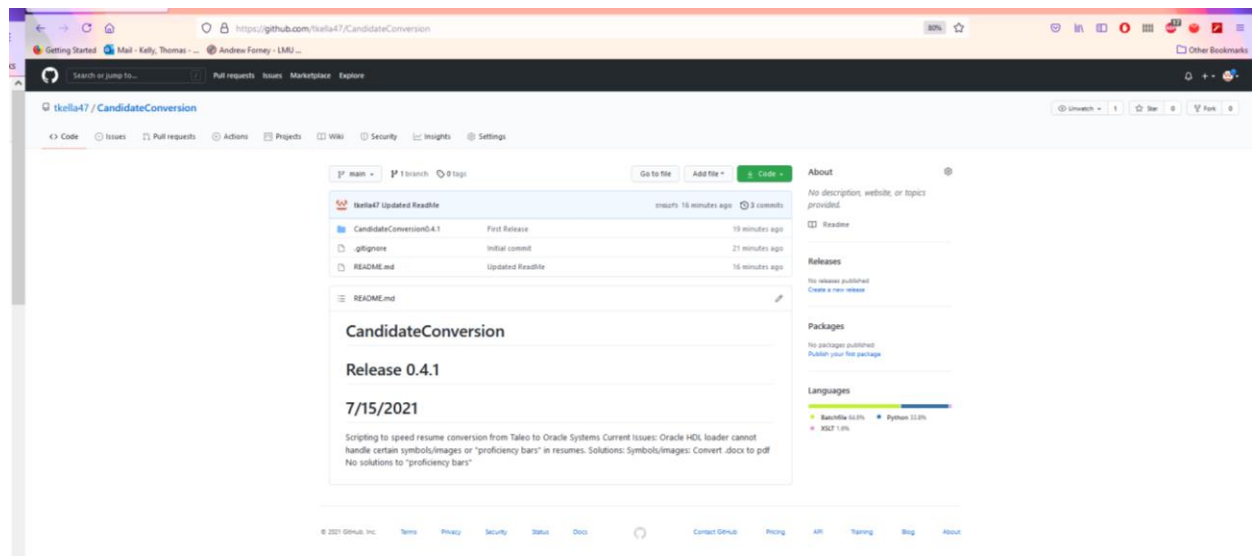 https://github.com/tkella47/CandidateConversion
80%
Getting Started Mail - Kelly, Thomas - ... Andrew Forney - LMU ...
Other Bookmarks
Search or jump to... / Pull requests Issues Marketplace Explore
tkella47 / CandidateConversion
Unwatch 1 Star 0 Fork 0
<> Code Issues Pull requests Actions Projects Wiki Security Insights Settings
main 1 branch 0 tags
Go to file Add file Code
tkella47 Updated ReadMe
16 minutes ago 3 commits
CandidateConversion0.4.1 First Release 19 minutes ago
.gitignore Initial commit 21 minutes ago
README.md Updated ReadMe 16 minutes ago
README.md
CandidateConversion
Release 0.4.1
7/15/2021
Scripting to speed resume conversion from Taleo to Oracle Systems Current Issues: Oracle HDL loader cannot
handle certain symbols/images or "proficiency bars" in resumes. Solutions: Symbols/images: Convert .docx to pdf
No solutions to "proficiency bars"
About
No description, website, or topics
provided.
Readme
Releases
No releases published
Create a new release
Packages
No packages published
Publish your first package
Languages
Batchfile Python
XSLT
© 2021 GitHub, Inc. Terms Privacy Security Status Docs Contact GitHub Pricing API Training Blog About